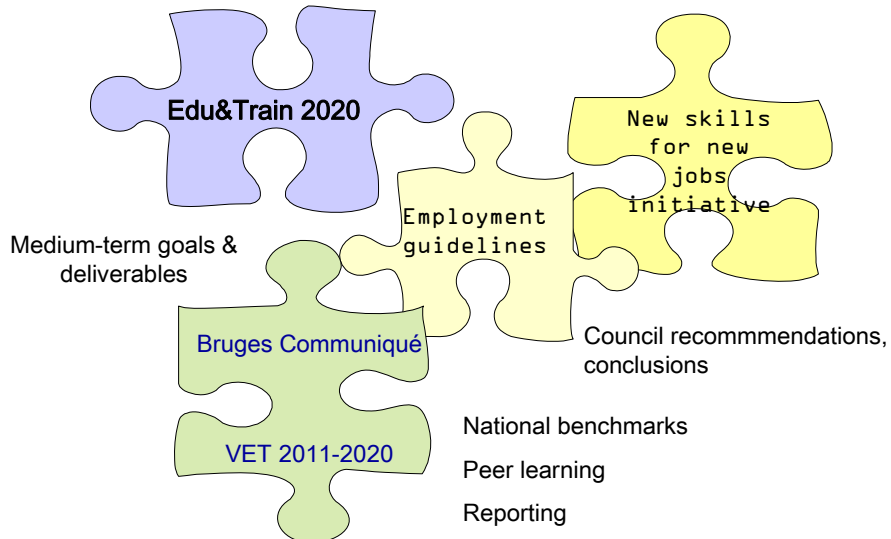 Edu&Train 2020
New skills
for new
jobs
initiative
Employment
guidelines
Medium-term goals &
deliverables
Bruges Communiqué
VET 2011-2020
Council recommmendations,
conclusions
National benchmarks
Peer learning
Reporting